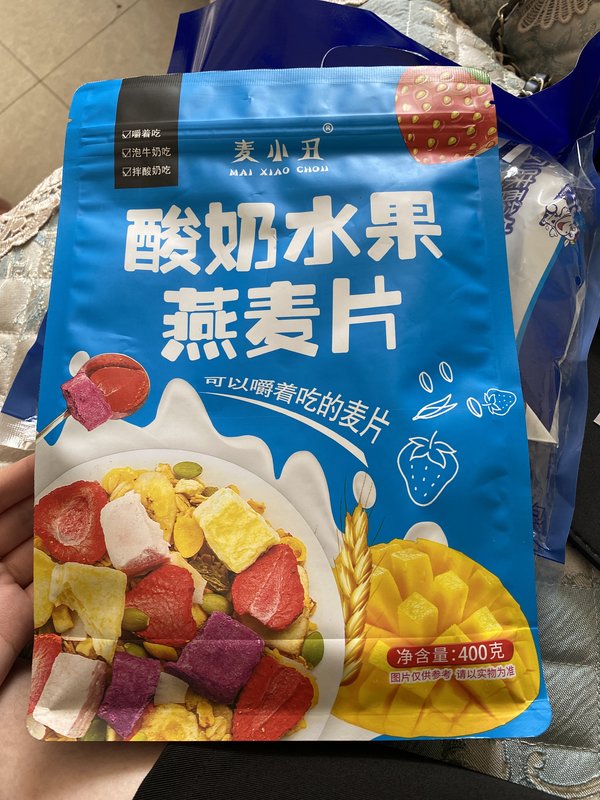 ☑嚼着吃
☑泡牛奶吃
☑拌酸奶吃
麦小丑®
MAI XIAO CHOU
酸奶水果
燕麦片
可以嚼着吃的麦片
净含量:400克
图片仅供参考 请以实物为准